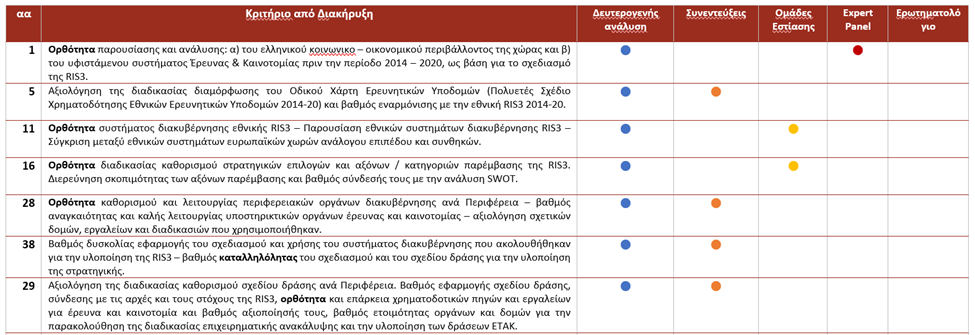 αα Κριτήριο από Διακήρυξη Δευτερογενής ανάλυση Συνεντεύξεις Ομάδες Εστίασης Expert Panel Ερωτηματολό γιο
1 Ορθότητα παρουσίασης και ανάλυσης: α) του ελληνικού κοινωνικο – οικονομικού περιβάλλοντος της χώρας και β)
του υφιστάμενου συστήματος Έρευνας & Καινοτομίας πριν την περίοδο 2014 – 2020, ως βάση για το σχεδιασμό
της RIS3.
5 Αξιολόγηση της διαδικασίας διαμόρφωσης του Οδικού Χάρτη Ερευνητικών Υποδομών (Πολυετές Σχέδιο
Χρηματοδότησης Εθνικών Ερευνητικών Υποδομών 2014-20) και βαθμός εναρμόνισης με την εθνική RIS3 2014-20.
11 Ορθότητα συστήματος διακυβέρνησης εθνικής RIS3 – Παρουσίαση εθνικών συστημάτων διακυβέρνησης RIS3 –
Σύγκριση μεταξύ εθνικών συστημάτων ευρωπαϊκών χωρών ανάλογου επιπέδου και συνθηκών.
16 Ορθότητα διαδικασίας καθορισμού στρατηγικών επιλογών και αξόνων / κατηγοριών παρέμβασης της RIS3.
Διερεύνηση σκοπιμότητας των αξόνων παρέμβασης και βαθμός σύνδεσής τους με την ανάλυση SWOT.
28 Ορθότητα καθορισμού και λειτουργίας περιφερειακών οργάνων διακυβέρνησης ανά Περιφέρεια – βαθμός
αναγκαιότητας και καλής λειτουργίας υποστηρικτικών οργάνων έρευνας και καινοτομίας – αξιολόγηση σχετικών
δομών, εργαλείων και διαδικασιών που χρησιμοποιήθηκαν.
38 Βαθμός δυσκολίας εφαρμογής του σχεδιασμού και χρήσης του συστήματος διακυβέρνησης που ακολουθήθηκαν
για την υλοποίηση της RIS3 – βαθμός καταλληλόλητας του σχεδιασμού και του σχεδίου δράσης για την υλοποίηση
της στρατηγικής.
29 Αξιολόγηση της διαδικασίας καθορισμού σχεδίου δράσης ανά Περιφέρεια. Βαθμός εφαρμογής σχεδίου δράσης,
σύνδεσης με τις αρχές και τους στόχους της RIS3, ορθότητα και επάρκεια χρηματοδοτικών πηγών και εργαλείων
για έρευνα και καινοτομία και βαθμός αξιοποίησής τους, βαθμός ετοιμότητας οργάνων και δομών για την
παρακολούθηση της διαδικασίας επιχειρηματικής ανακάλυψης και την υλοποίηση των δράσεων ΕΤΑΚ.